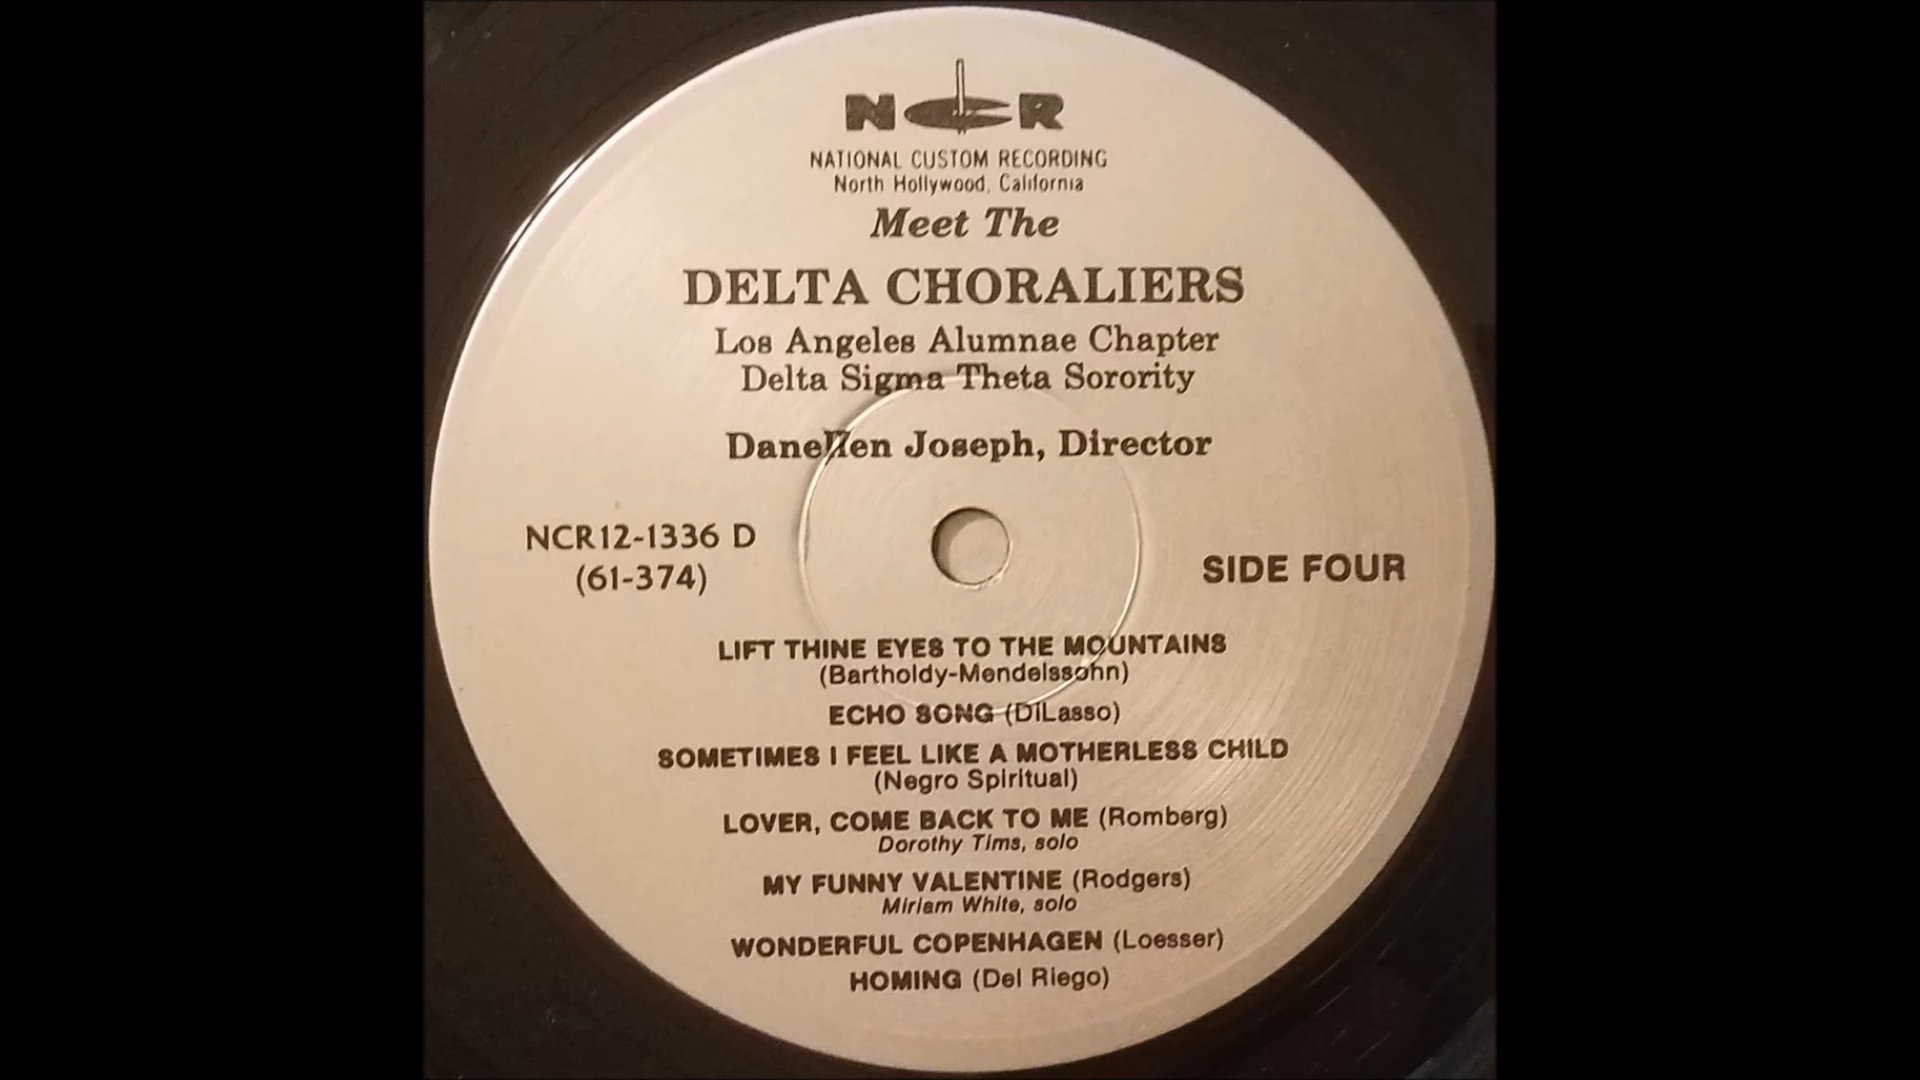 NCR
NATIONAL CUSTOM RECORDING
North Hollywood, California
Meet The
DELTA CHORALIERS
Los Angeles Alumnae Chapter
Delta Sigma Theta Sorority
Danellen Joseph, Director
NCR12-1336 D
(61-374)
SIDE FOUR
LIFT THINE EYES TO THE MOUNTAINS
(Bartholdy-Mendelssohn)
ECHO SONG (DiLasso)
SOMETIMES I FEEL LIKE A MOTHERLESS CHILD
(Negro Spiritual)
LOVER, COME BACK TO ME (Romberg)
Dorothy Tims, solo
MY FUNNY VALENTINE (Rodgers)
Miriam White, solo
WONDERFUL COPENHAGEN (Loesser)
HOMING (Del Riego)